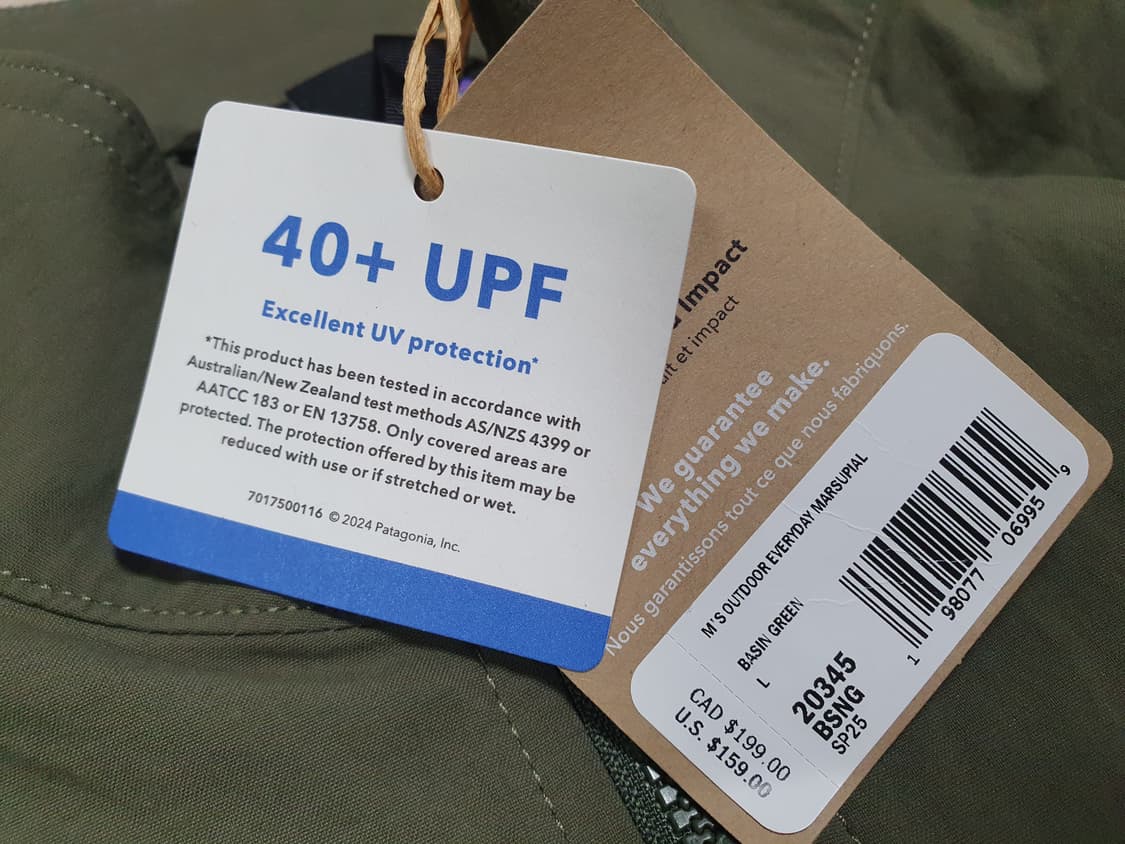 40+ UPF
Excellent UV protection*
*This product has been tested in accordance with
Australian/New Zealand test methods AS/NZS 4399 or
AATCC 183 or EN 13758. Only covered areas are
protected. The protection offered by this item may be
reduced with use or if stretched or wet.
7017500116 © 2024 Patagonia, Inc.
Impact
et impact
We guarantee
everything we make.
Nous garantissons tout ce que nous fabriquons.
M'S OUTDOOR EVERYDAY MARSUPIAL
BASIN GREEN
L
20345
BSNG
SP25
1 98077 06995 9
CAD $199.00
U.S. $159.00